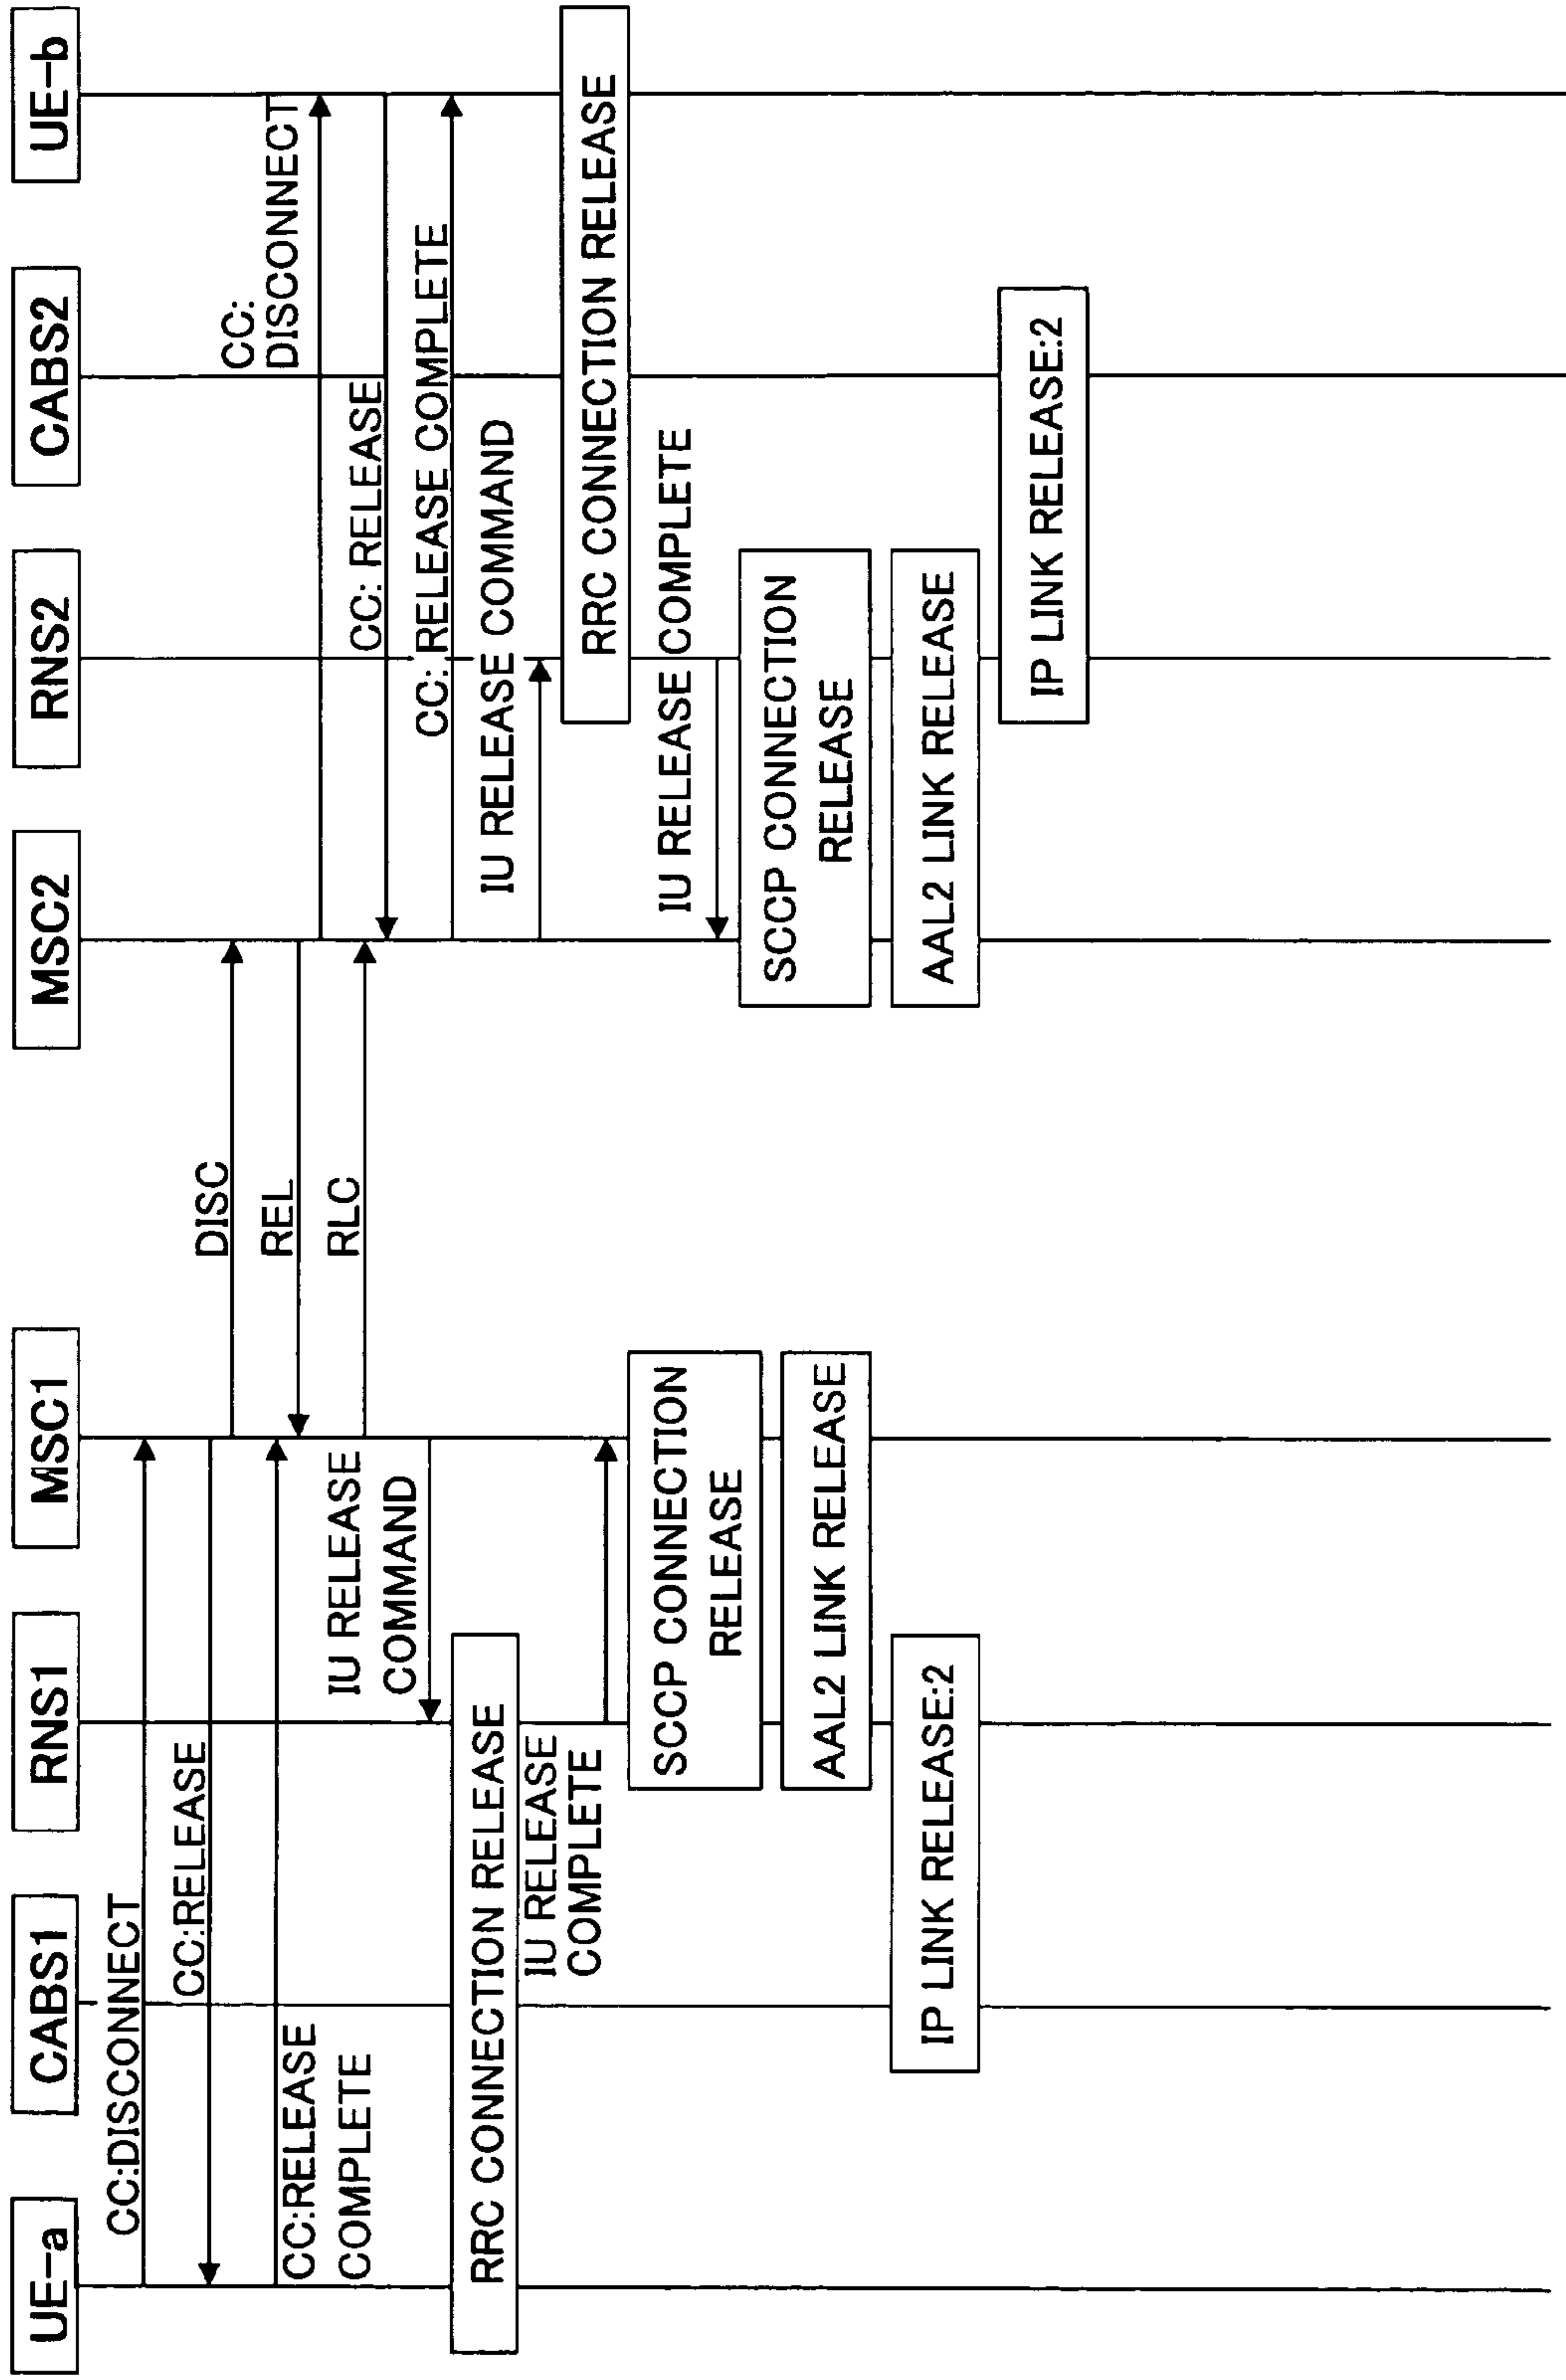 UE-a
CABS1
RNS1
MSC1
MSC2
RNS2
CABS2
UE-b
CC:DISCONNECT
CC:RELEASE
CC:RELEASE
COMPLETE
IU RELEASE
COMMAND
RRC CONNECTION RELEASE
IU RELEASE
COMPLETE
SCCP CONNECTION
RELEASE
AAL2 LINK RELEASE
IP LINK RELEASE:2
DISC
REL
RLC
CC:
DISCONNECT
CC: RELEASE
CC: RELEASE COMPLETE
IU RELEASE COMMAND
RRC CONNECTION RELEASE
IU RELEASE COMPLETE
SCCP CONNECTION
RELEASE
AAL2 LINK RELEASE
IP LINK RELEASE:2